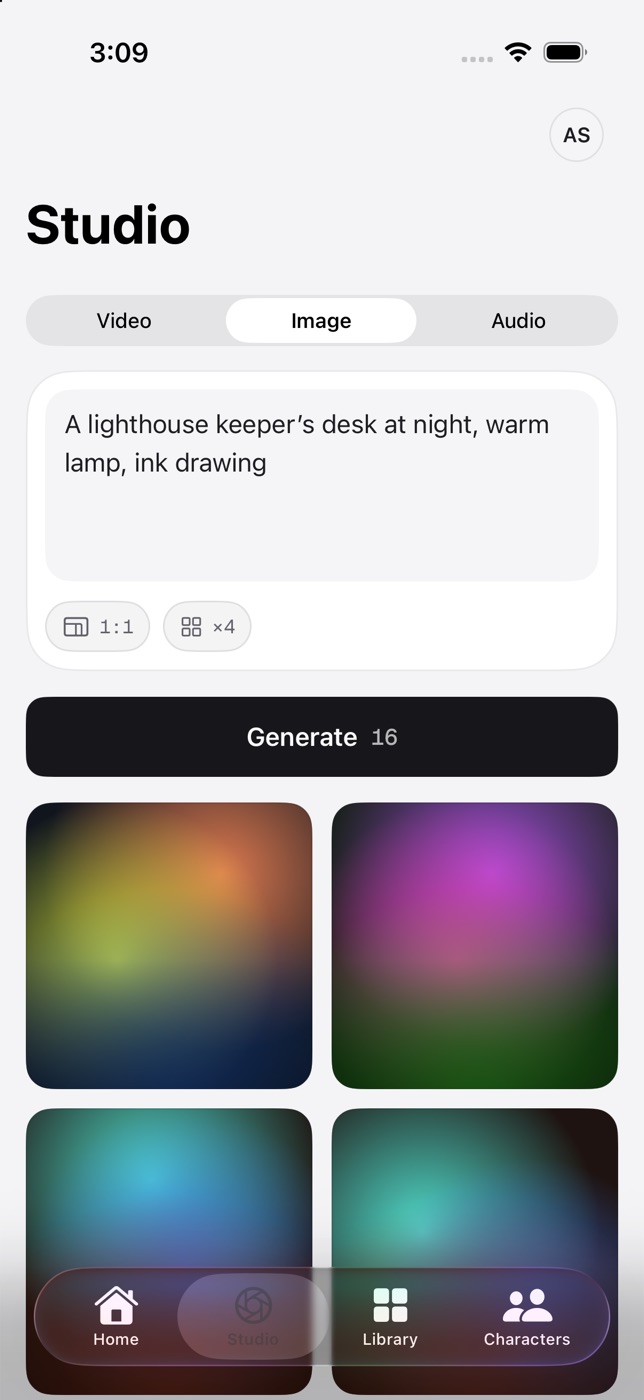 3:09
AS
Studio
Video
Image
Audio
A lighthouse keeper’s desk at night, warm
lamp, ink drawing
1:1
×4
Generate 16
Home
Studio
Library
Characters